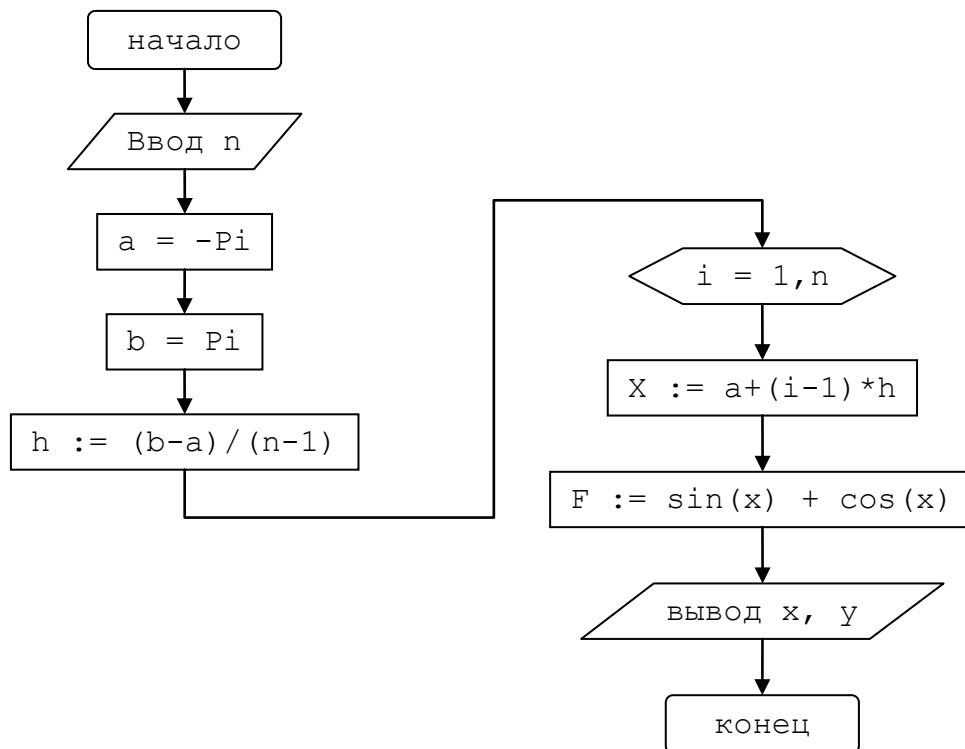 начало
Ввод n
a = -Pi
b = Pi
h := (b-a)/(n-1)
i = 1,n
X := a+(i-1)*h
F := sin(x) + cos(x)
вывод x, y
конец